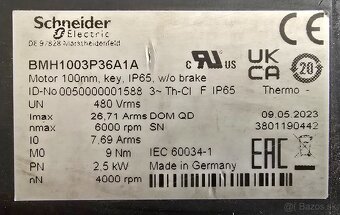 Schneider
Electric
DE 97828 Marktheidenfeld
BMH1003P36A1A
Motor 100mm, key, IP65, w/o brake
ID-No 0050000001588 3~ Th-Cl F IP65 Thermo -
UN 480 Vrms
Imax 26,71 Arms DOM QD 09.05.2023
nmax 6000 rpm SN 3801190442
I0 7,69 Arms
M0 9 Nm IEC 60034-1
PN 2,5 kW Made in Germany
nN 4000 rpm
c UL us
UK
CA
20
EAC
Bazos.sk